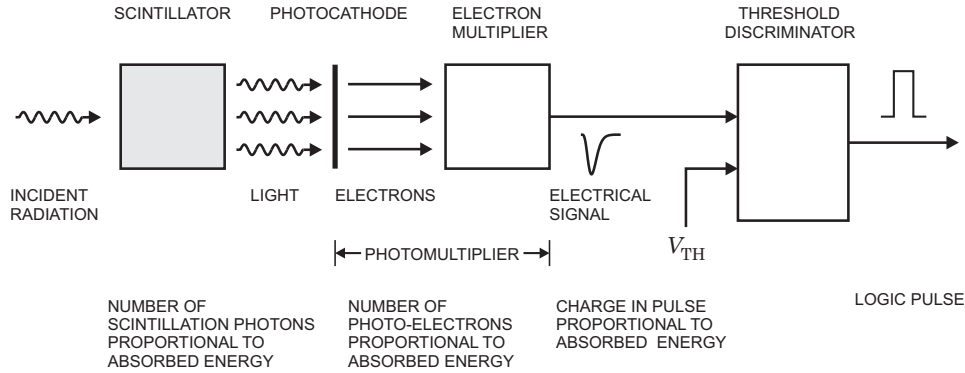 SCINTILLATOR
PHOTOCATHODE
ELECTRON
MULTIPLIER
THRESHOLD
DISCRIMINATOR
INCIDENT
RADIATION
LIGHT
ELECTRONS
ELECTRICAL
SIGNAL
V_TH
PHOTOMULTIPLIER
LOGIC PULSE
NUMBER OF
SCINTILLATION PHOTONS
PROPORTIONAL TO
ABSORBED ENERGY
NUMBER OF
PHOTO-ELECTRONS
PROPORTIONAL TO
ABSORBED ENERGY
CHARGE IN PULSE
PROPORTIONAL TO
ABSORBED ENERGY